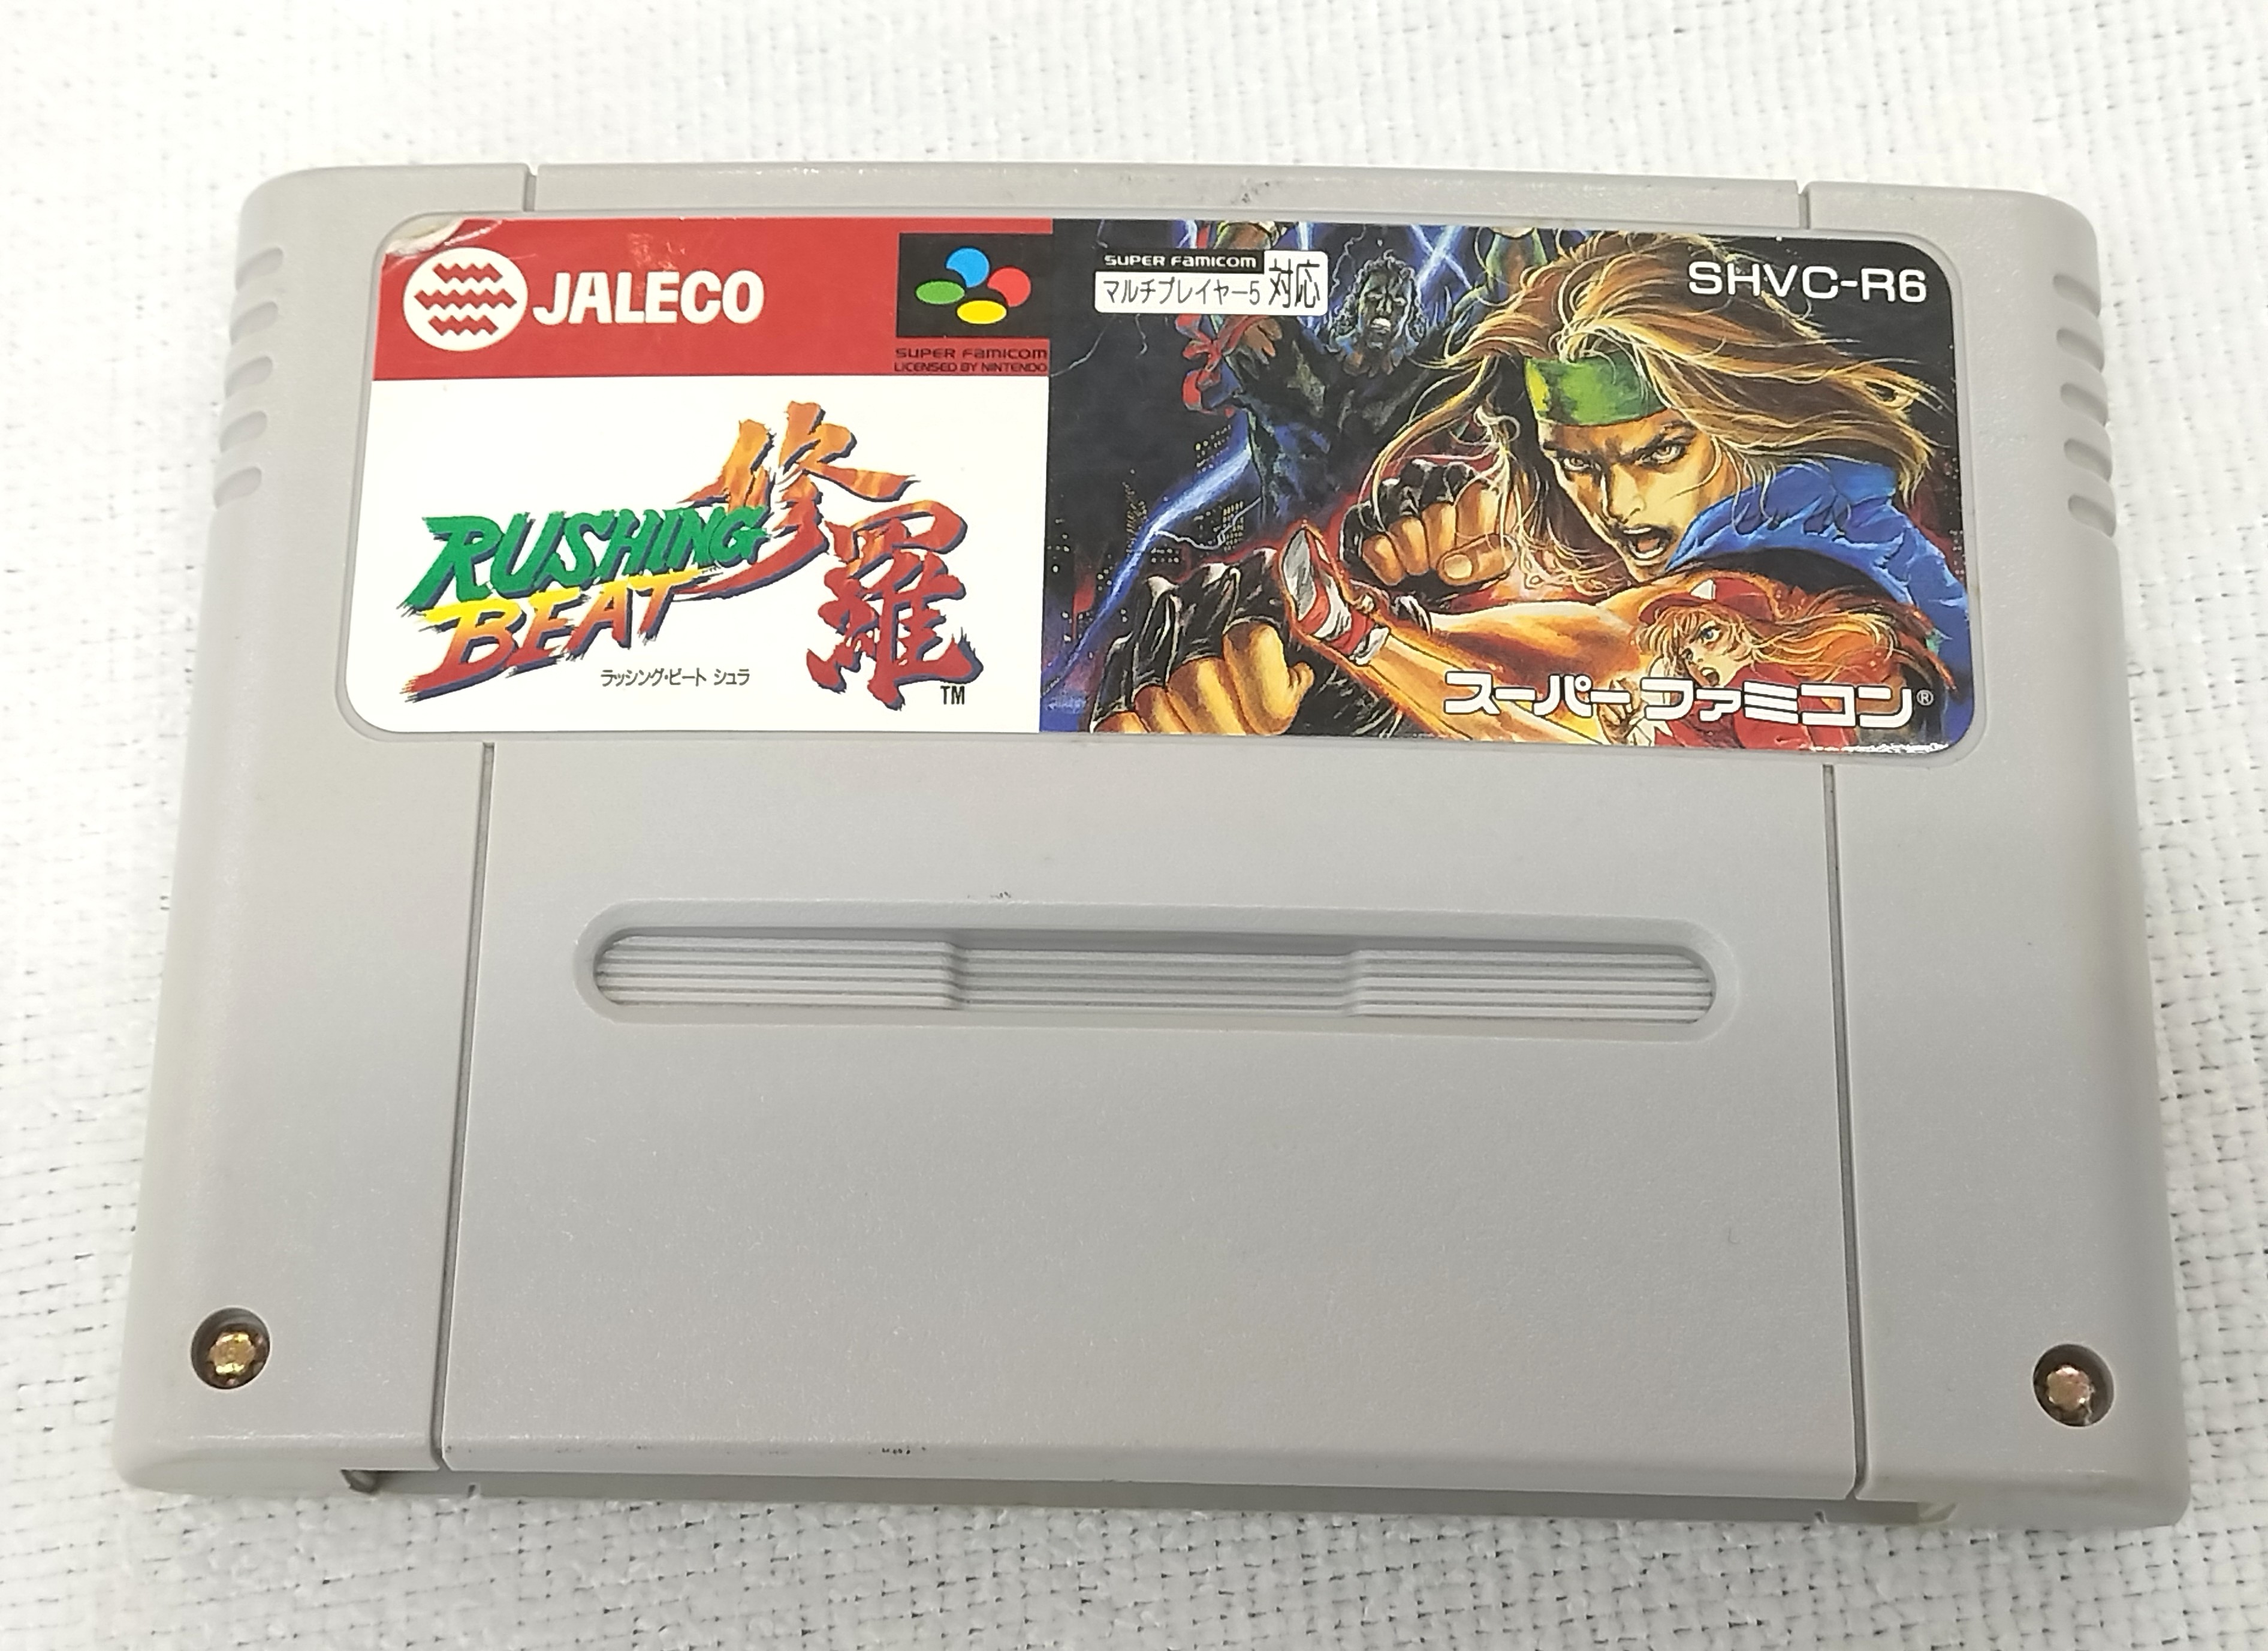 JALECO
SUPER FAMICOM
LICENSED BY NINTENDO
RUSHING
BEAT
修羅
ラッシング・ビート シュラ
TM
SUPER FAMICOM
マルチプレイヤー5 対応
SHVC-R6
スーパーファミコン®